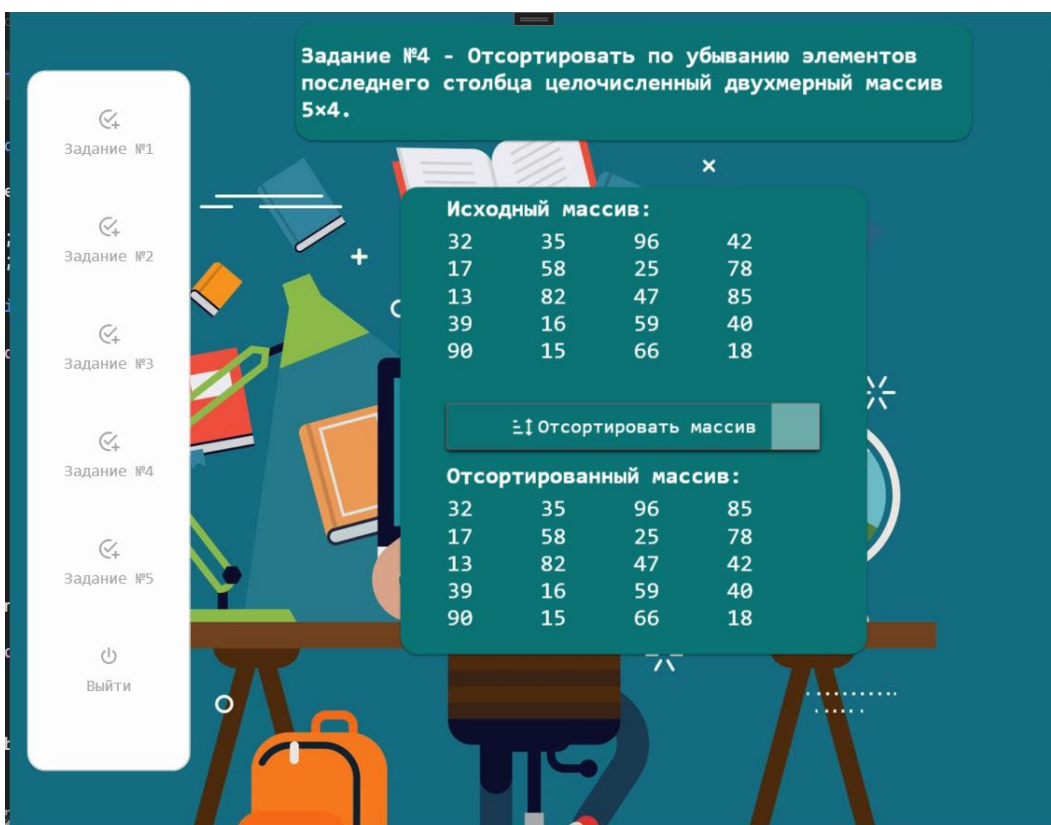 Задание №4 - Отсортировать по убыванию элементов
последнего столбца целочисленный двухмерный массив
5×4.
Задание №1
Задание №2
Задание №3
Задание №4
Задание №5
Выйти
Исходный массив:
32 35 96 42
17 58 25 78
13 82 47 85
39 16 59 40
90 15 66 18
Отсортировать массив
Отсортированный массив:
32 35 96 85
17 58 25 78
13 82 47 42
39 16 59 40
90 15 66 18